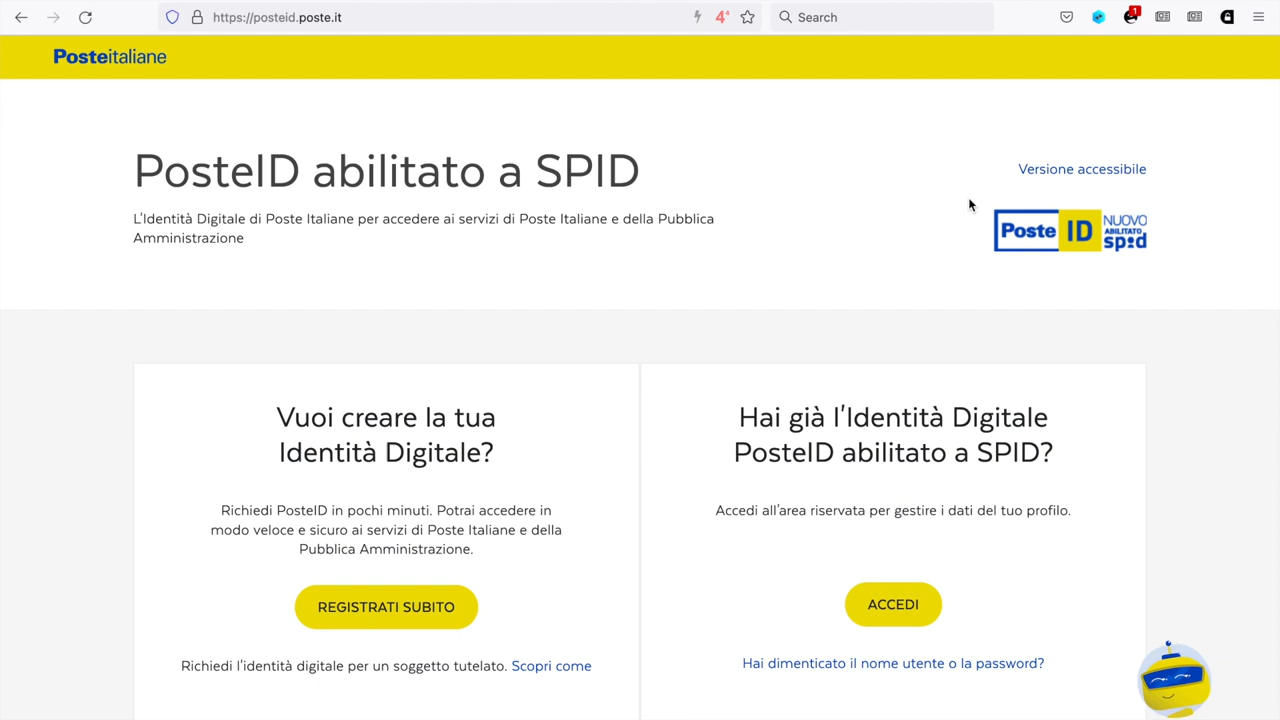 https://posteid.poste.it
Search
1
Posteitaliane
PosteID abilitato a SPID
Versione accessibile
L'Identità Digitale di Poste Italiane per accedere ai servizi di Poste Italiane e della Pubblica
Amministrazione
Poste ID NUOVO
ABILITATO
spid
Vuoi creare la tua
Identità Digitale?
Richiedi PosteID in pochi minuti. Potrai accedere in
modo veloce e sicuro ai servizi di Poste Italiane e della
Pubblica Amministrazione.
REGISTRATI SUBITO
Richiedi l'identità digitale per un soggetto tutelato. Scopri come
Hai già l'Identità Digitale
PosteID abilitato a SPID?
Accedi all'area riservata per gestire i dati del tuo profilo.
ACCEDI
Hai dimenticato il nome utente o la password?